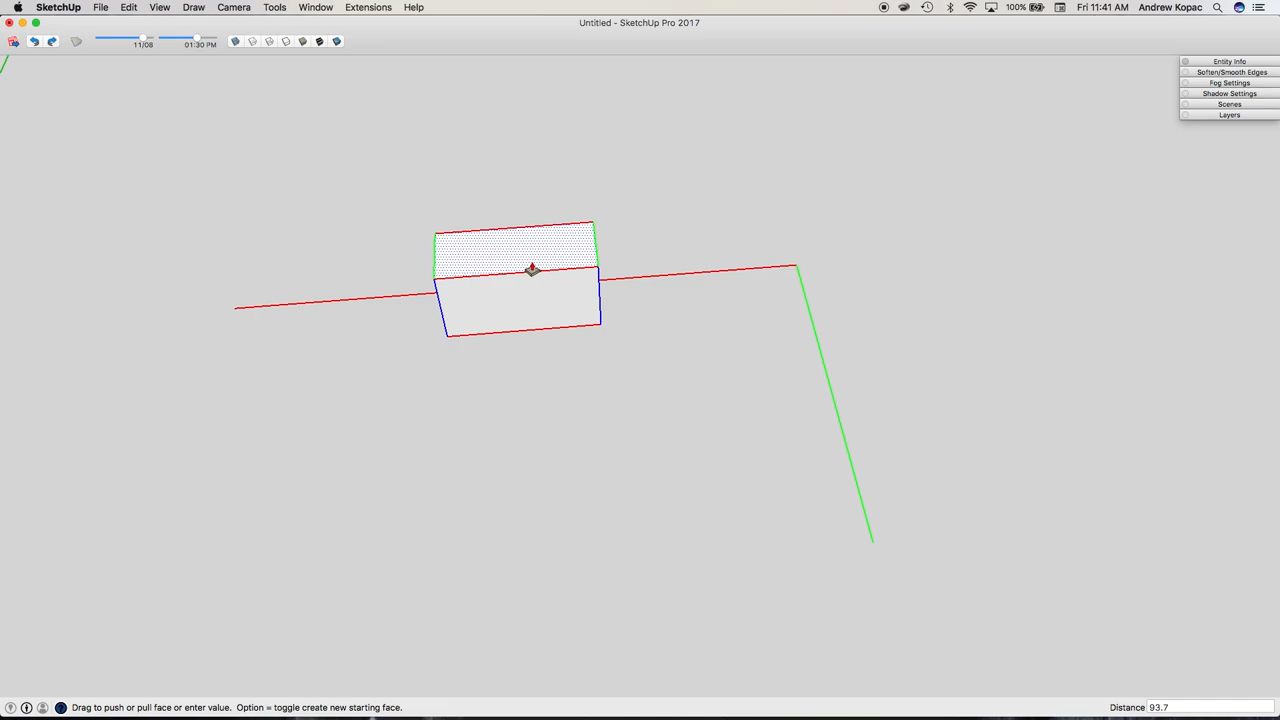 SketchUp File Edit View Camera Draw Tools Window Extensions Help 100% Fri 11:41 AM Andrew Kopac
Untitled - SketchUp Pro 2017
11/08 01:30 PM
Entity Info
Soften/Smooth Edges
Fog Settings
Shadow Settings
Scenes
Layers
Drag to push or pull face or enter value. Option = toggle create new starting face. Distance 93.7